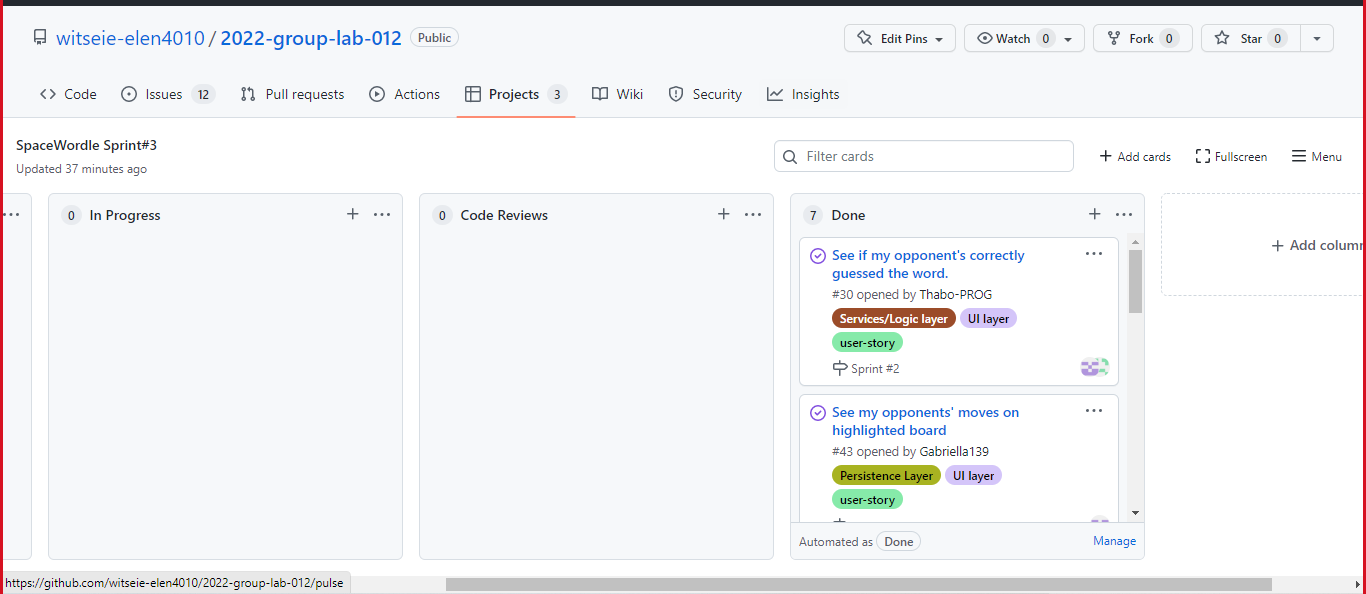 witseie-elen4010 / 2022-group-lab-012 Public
Edit Pins Watch 0 Fork 0 Star 0
Code Issues 12 Pull requests Actions Projects 3 Wiki Security Insights
SpaceWordle Sprint#3
Updated 37 minutes ago
Filter cards
+ Add cards Fullscreen Menu
0 In Progress + ...
0 Code Reviews + ...
7 Done + ...
See if my opponent's correctly
guessed the word.
#30 opened by Thabo-PROG
Services/Logic layer UI layer
user-story
Sprint #2
See my opponents' moves on
highlighted board
#43 opened by Gabriella139
Persistence Layer UI layer
user-story
Automated as Done Manage
+ Add column
https://github.com/witseie-elen4010/2022-group-lab-012/pulse